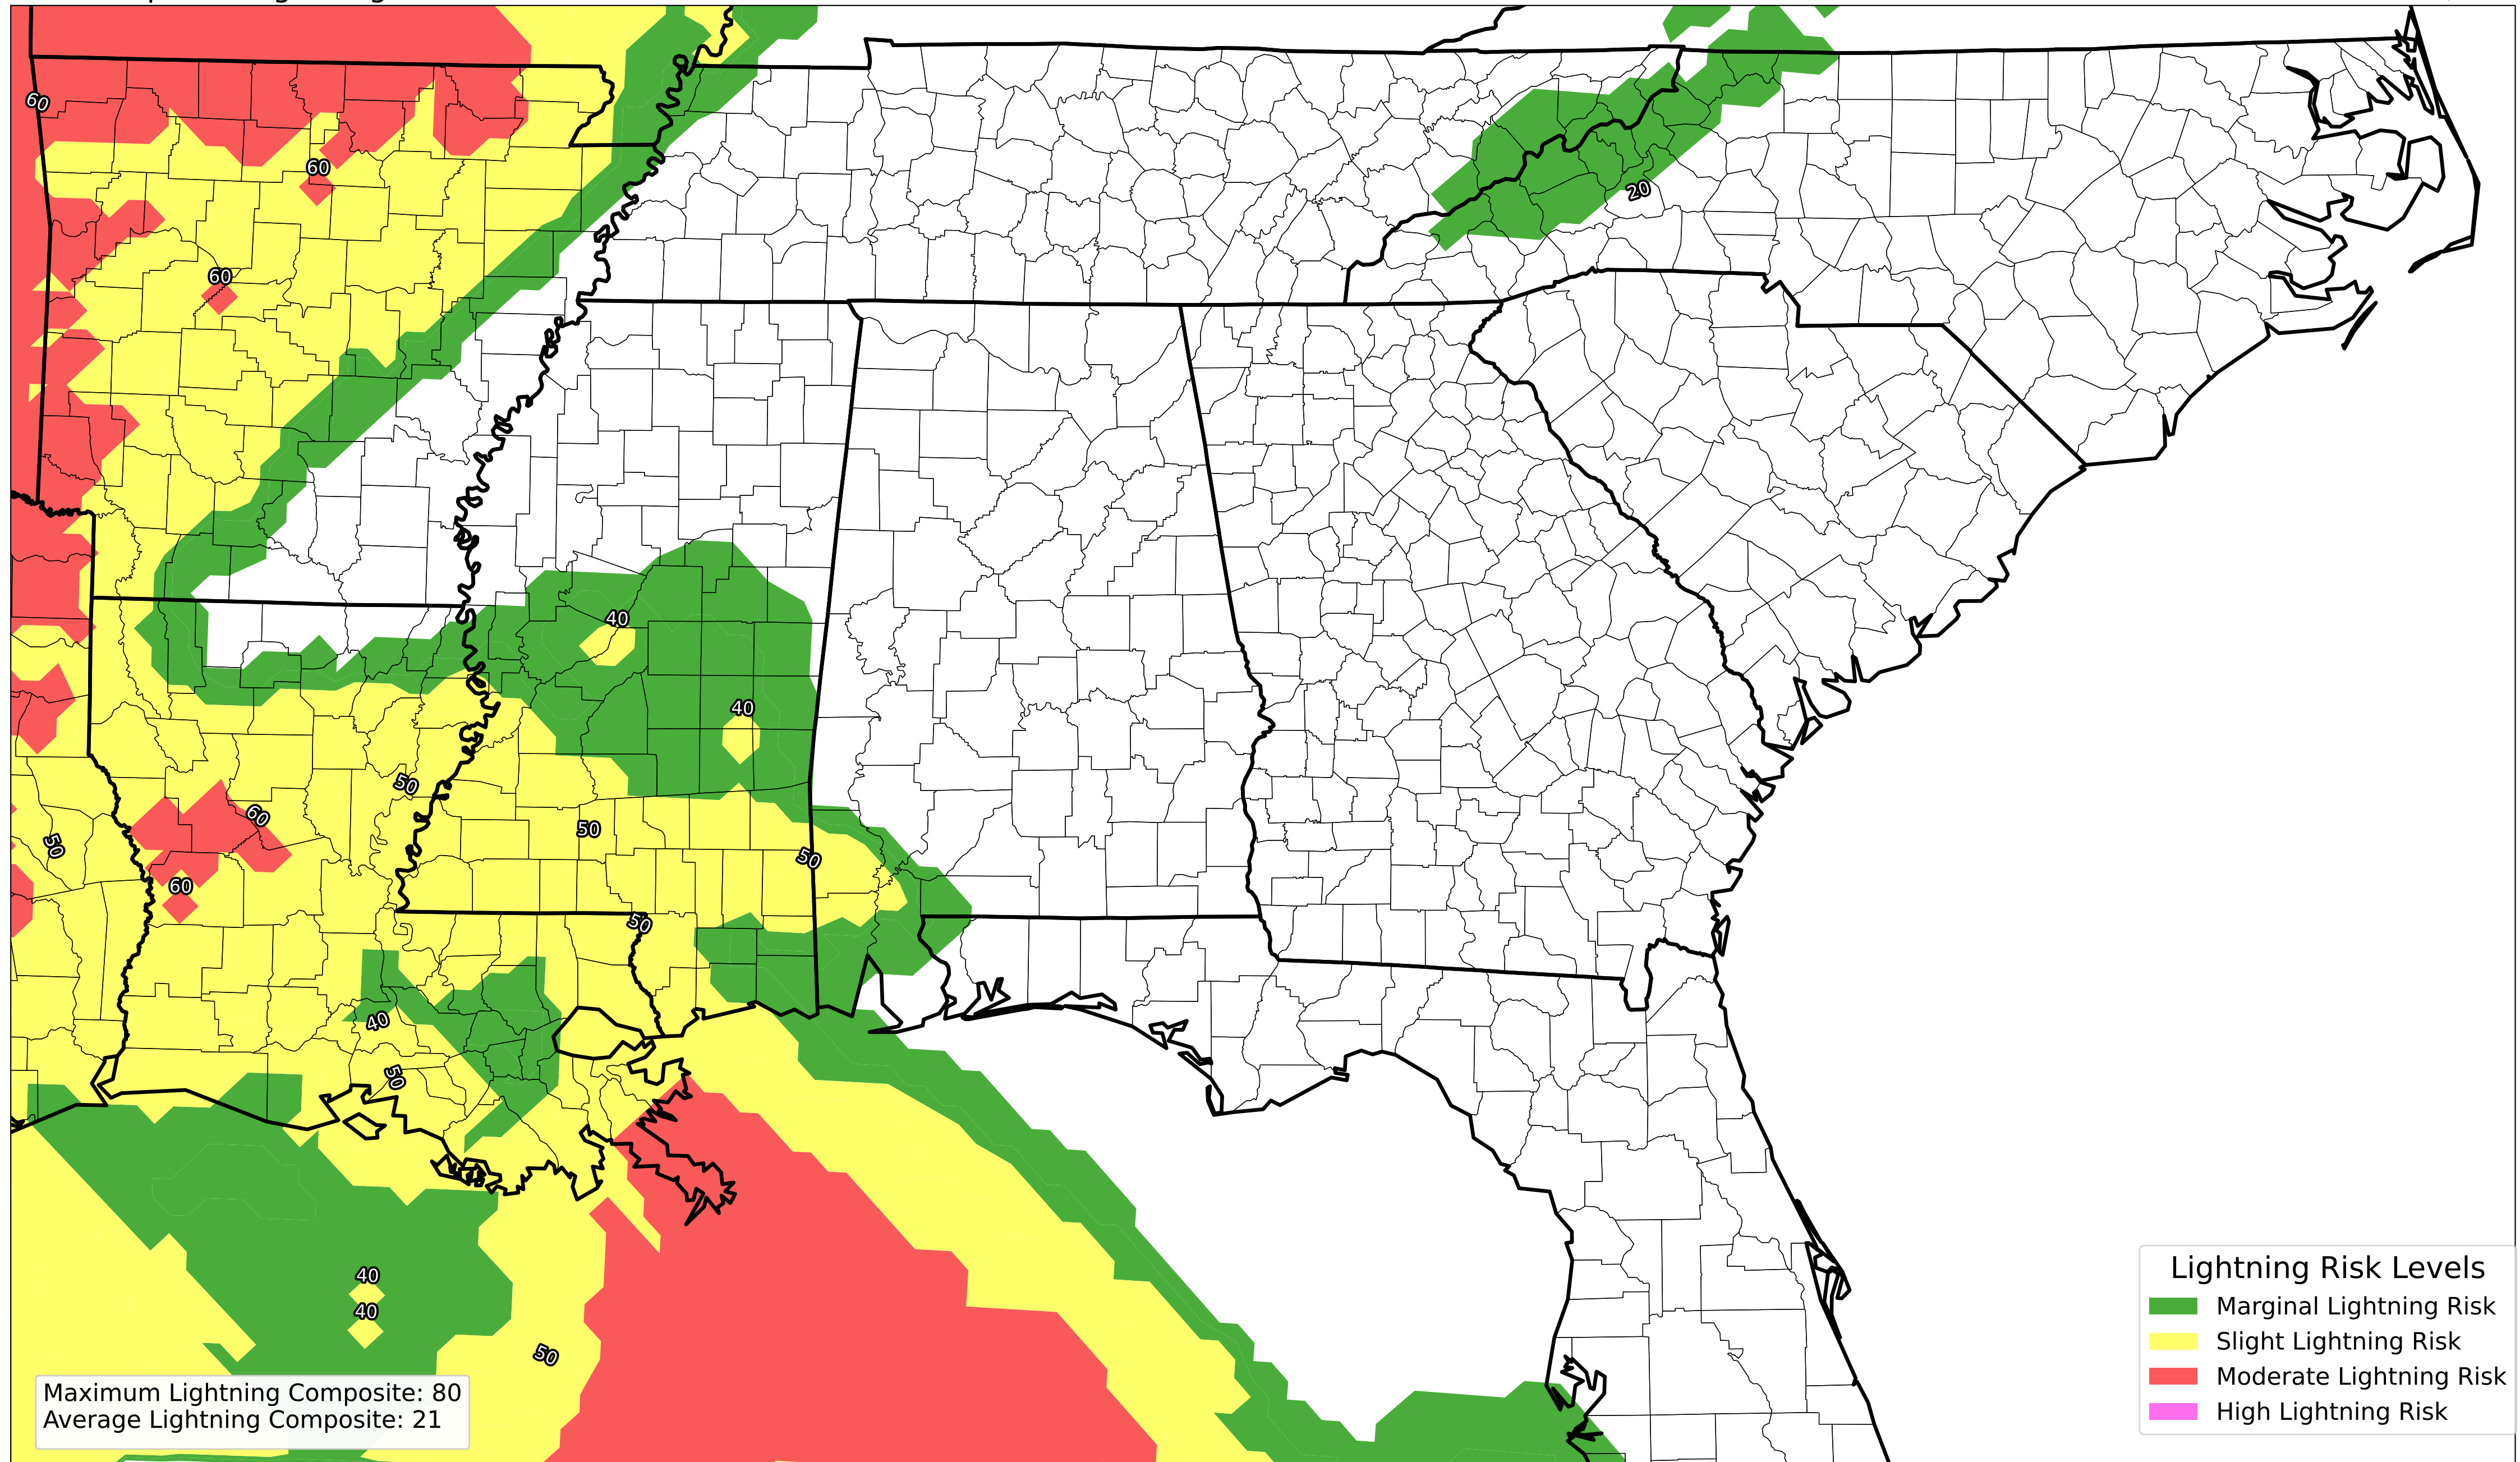 60
60
20
60
40
40
50
60
50
50
50
60
50
40
50
40
40
50
Maximum Lightning Composite: 80
Average Lightning Composite: 21
Lightning Risk Levels
Marginal Lightning Risk
Slight Lightning Risk
Moderate Lightning Risk
High Lightning Risk